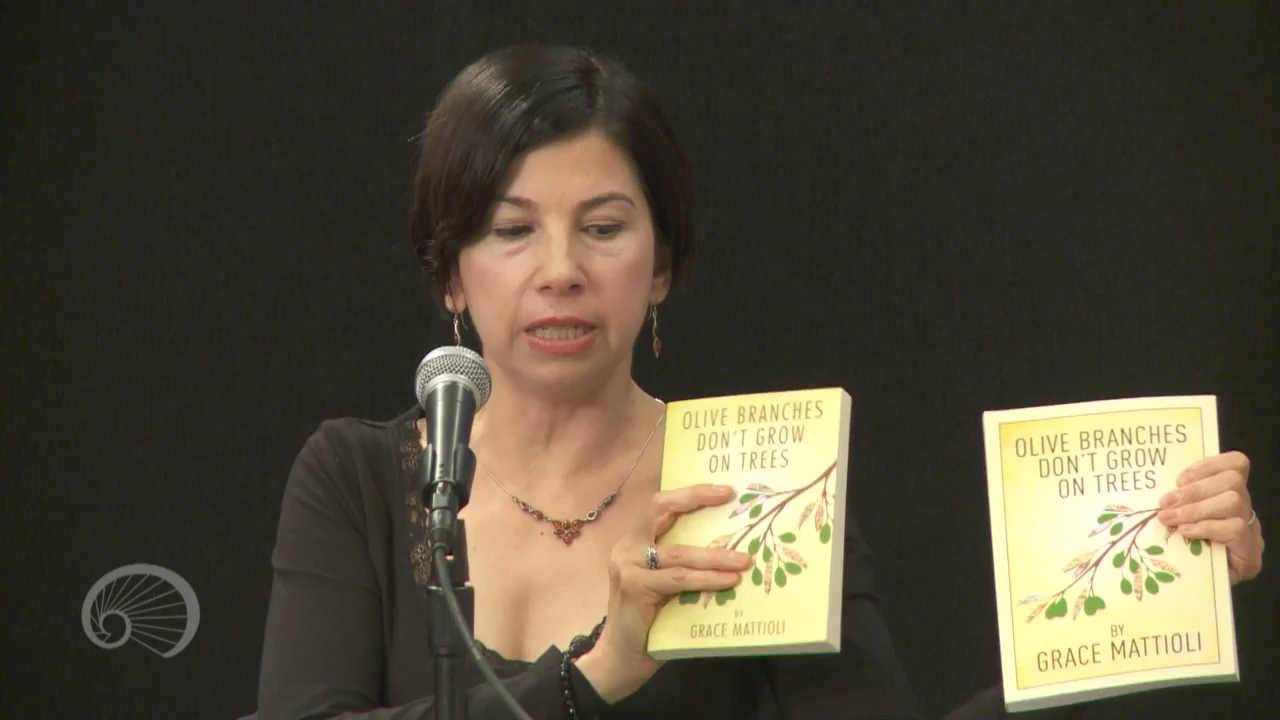 OLIVE BRANCHES
DON'T GROW
ON TREES
BY
GRACE MATTIOLI
OLIVE BRANCHES
DON'T GROW
ON TREES
BY
GRACE MATTIOLI